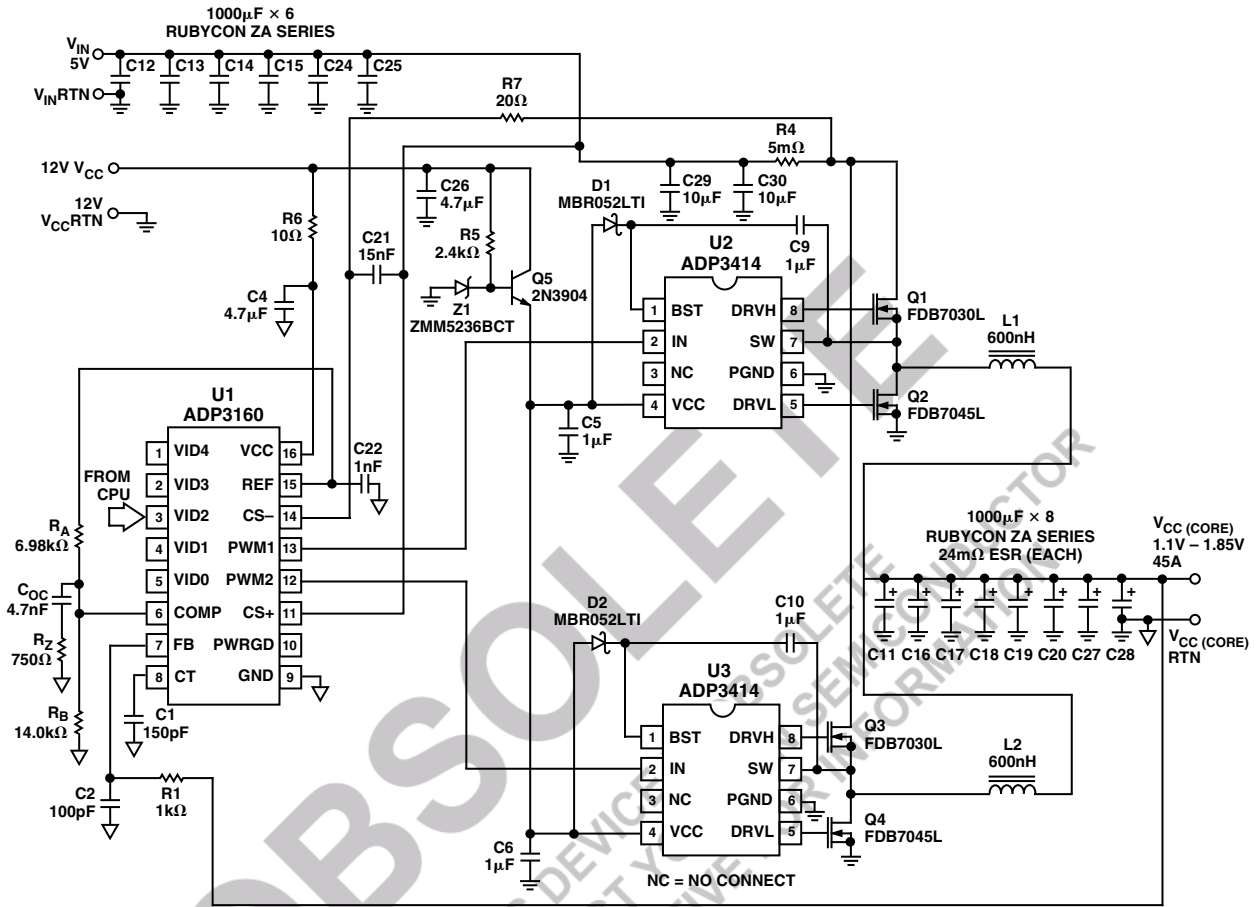 1000μF × 6
RUBYCON ZA SERIES
VIN
5V
C12
C13
C14
C15
C24
C25
VINRTN
R7
20Ω
R4
5mΩ
12V VCC
12V
VCCRTN
C26
4.7μF
C29
10μF
C30
10μF
D1
MBR052LTI
R6
10Ω
C21
15nF
R5
2.4kΩ
C9
1μF
U2
ADP3414
Q5
2N3904
Z1
ZMM5236BCT
C4
4.7μF
1 BST DRVH 8
2 IN SW 7
3 NC PGND 6
4 VCC DRVL 5
Q1
FDB7030L
L1
600nH
Q2
FDB7045L
C5
1μF
U1
ADP3160
C22
1nF
FROM
CPU
1 VID4 VCC 16
2 VID3 REF 15
3 VID2 CS– 14
4 VID1 PWM1 13
5 VID0 PWM2 12
6 COMP CS+ 11
7 FB PWRGD 10
8 CT GND 9
RA
6.98kΩ
COC
4.7nF
RZ
750Ω
RB
14.0kΩ
C1
150pF
C2
100pF
R1
1kΩ
1000μF × 8
RUBYCON ZA SERIES
24mΩ ESR (EACH)
VCC (CORE)
1.1V – 1.85V
45A
+ + + + + + + +
C11 C16 C17 C18 C19 C20 C27 C28
VCC (CORE)
RTN
D2
MBR052LTI
C10
1μF
U3
ADP3414
1 BST DRVH 8
2 IN SW 7
3 NC PGND 6
4 VCC DRVL 5
Q3
FDB7030L
L2
600nH
Q4
FDB7045L
C6
1μF
NC = NO CONNECT
OBSOLETE
DEVICE
OBSOLETE
SEMICONDUCTOR
FOR INFORMATION